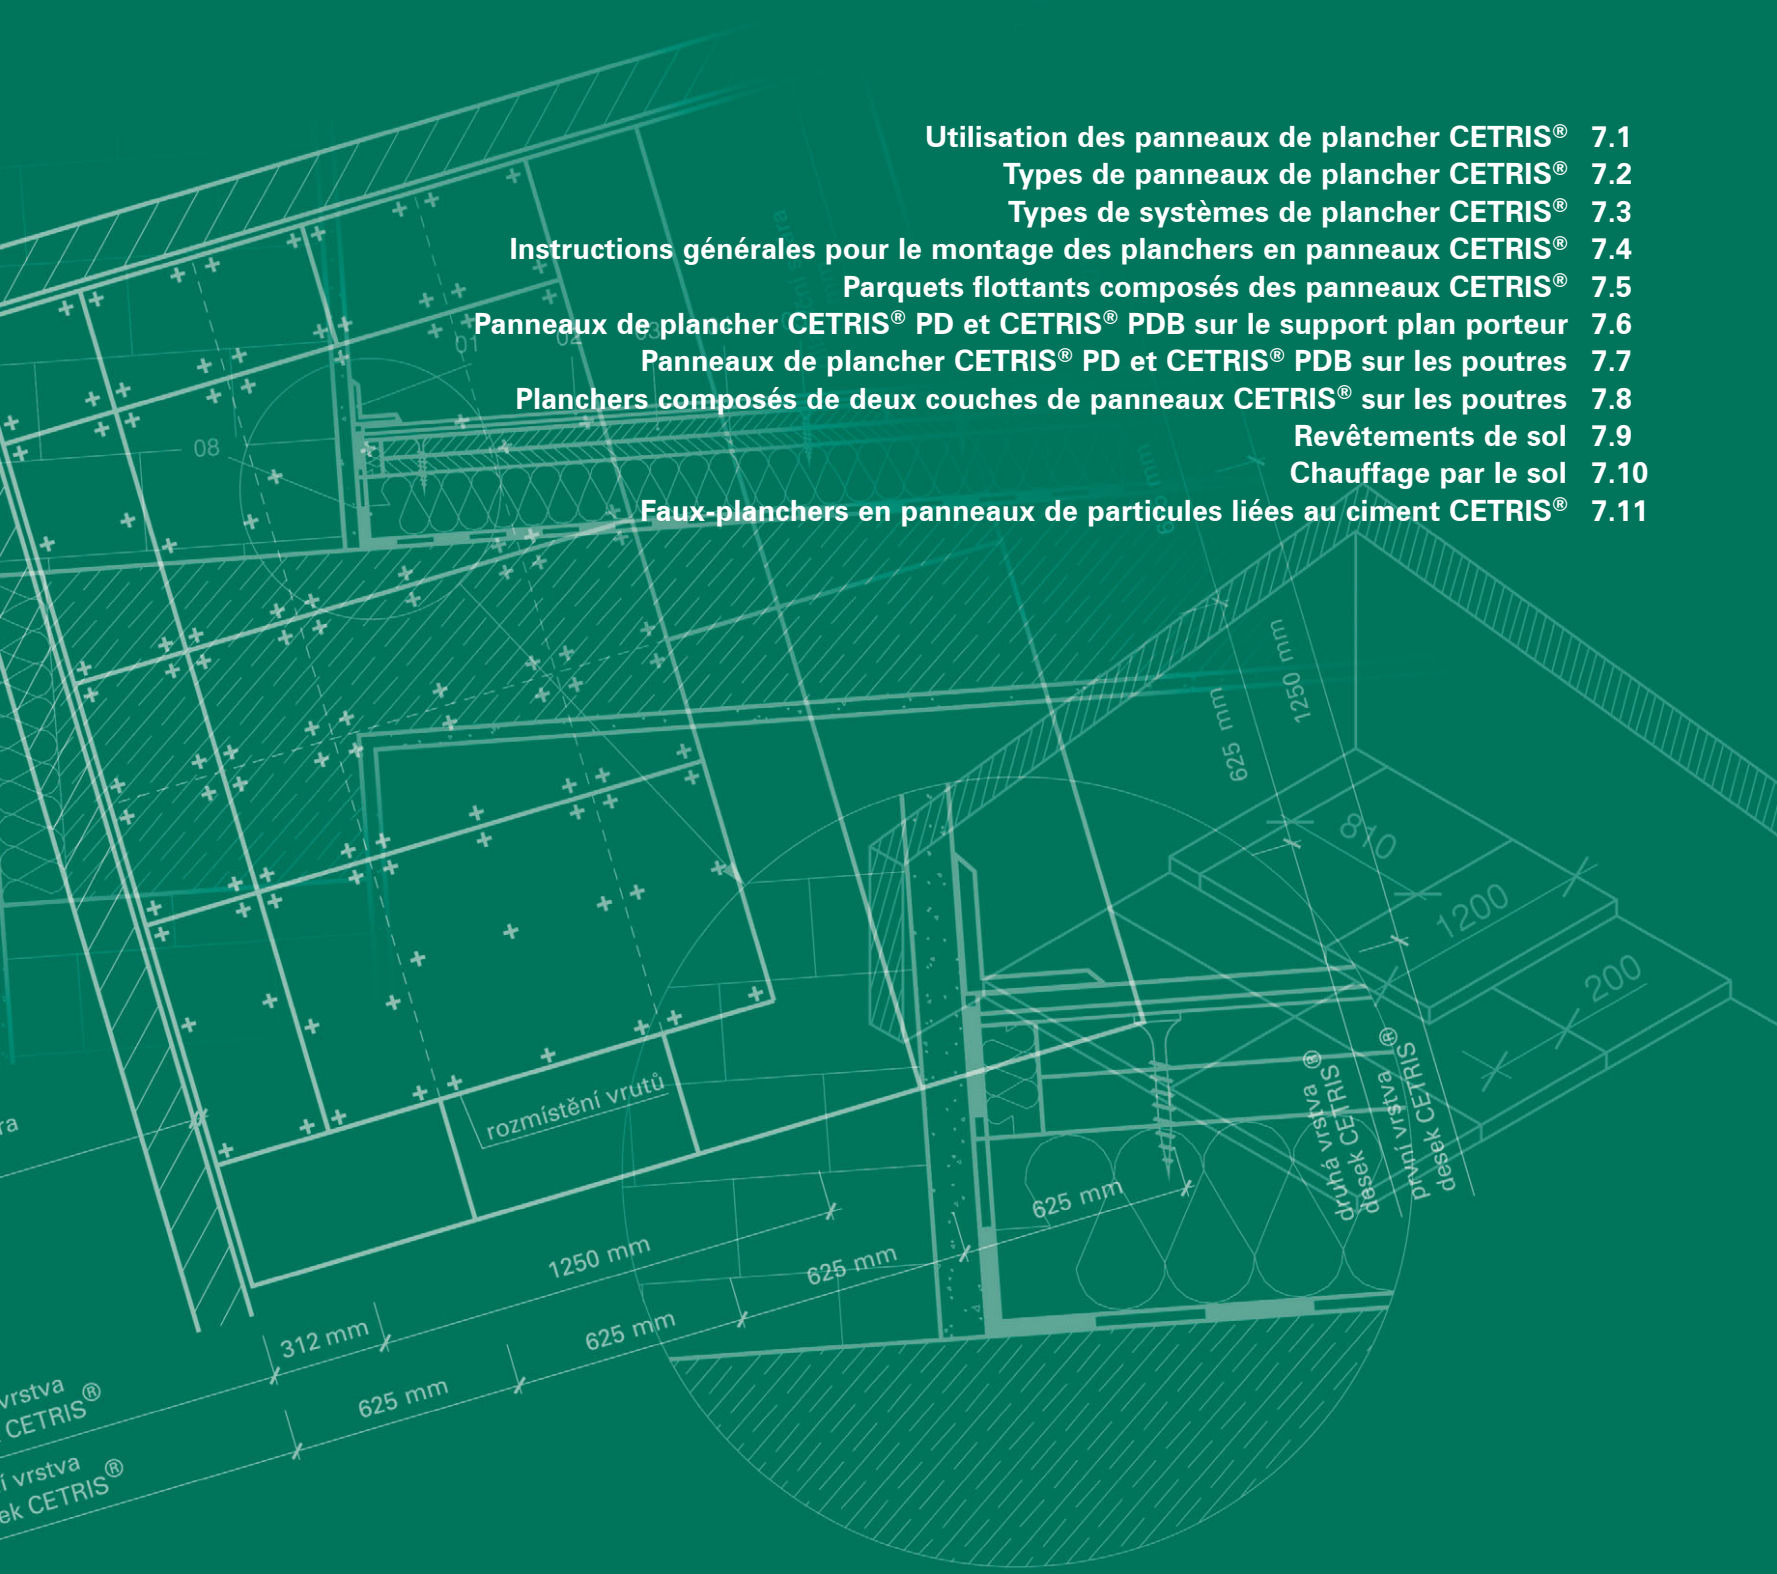 Utilisation des panneaux de plancher CETRIS® 7.1
Types de panneaux de plancher CETRIS® 7.2
Types de systèmes de plancher CETRIS® 7.3
Instructions générales pour le montage des planchers en panneaux CETRIS® 7.4
Parquets flottants composés des panneaux CETRIS® 7.5
Panneaux de plancher CETRIS® PD et CETRIS® PDB sur le support plan porteur 7.6
Panneaux de plancher CETRIS® PD et CETRIS® PDB sur les poutres 7.7
Planchers composés de deux couches de panneaux CETRIS® sur les poutres 7.8
Revêtements de sol 7.9
Chauffage par le sol 7.10
Faux-planchers en panneaux de particules liées au ciment CETRIS® 7.11
01
02
03
08
625 mm
1250 mm
810
1200
200
rozmístění vrutů
druhá vrstva
desek CETRIS®
první vrstva
desek CETRIS®
625 mm
1250 mm
625 mm
312 mm
625 mm
625 mm
vrstva
CETRIS®
í vrstva
ek CETRIS®
ra